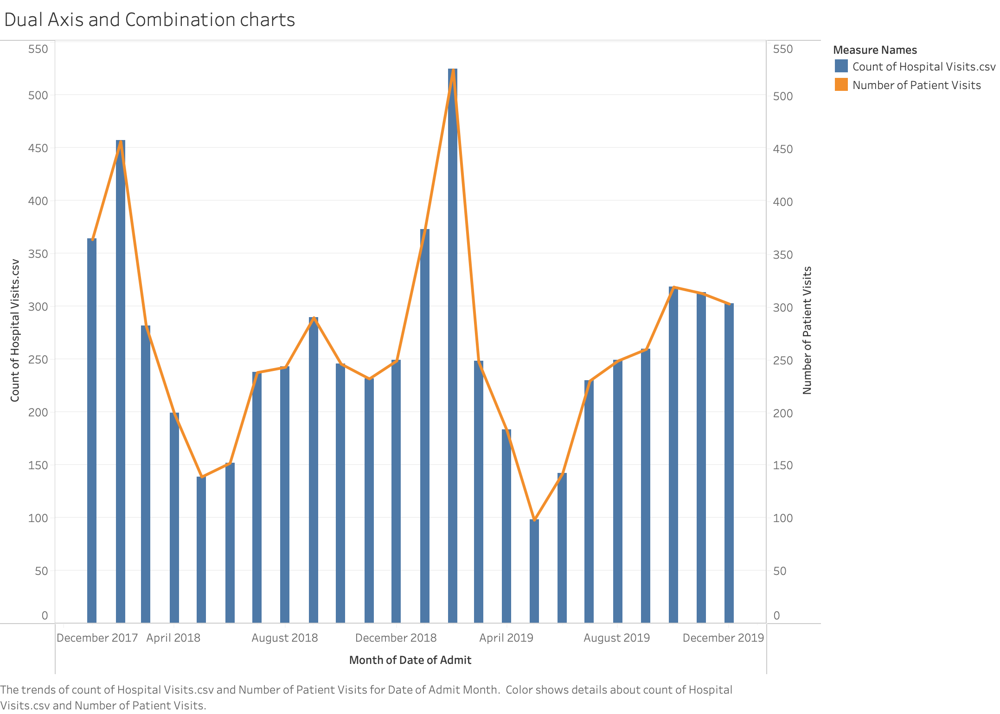 Dual Axis and Combination charts
550
500
450
400
350
300
250
200
150
100
50
0
Count of Hospital Visits.csv
550
500
450
400
350
300
250
200
150
100
50
0
Number of Patient Visits
Measure Names
Count of Hospital Visits.csv
Number of Patient Visits
December 2017 April 2018 August 2018 December 2018 April 2019 August 2019 December 2019
Month of Date of Admit
The trends of count of Hospital Visits.csv and Number of Patient Visits for Date of Admit Month.  Color shows details about count of Hospital
Visits.csv and Number of Patient Visits.